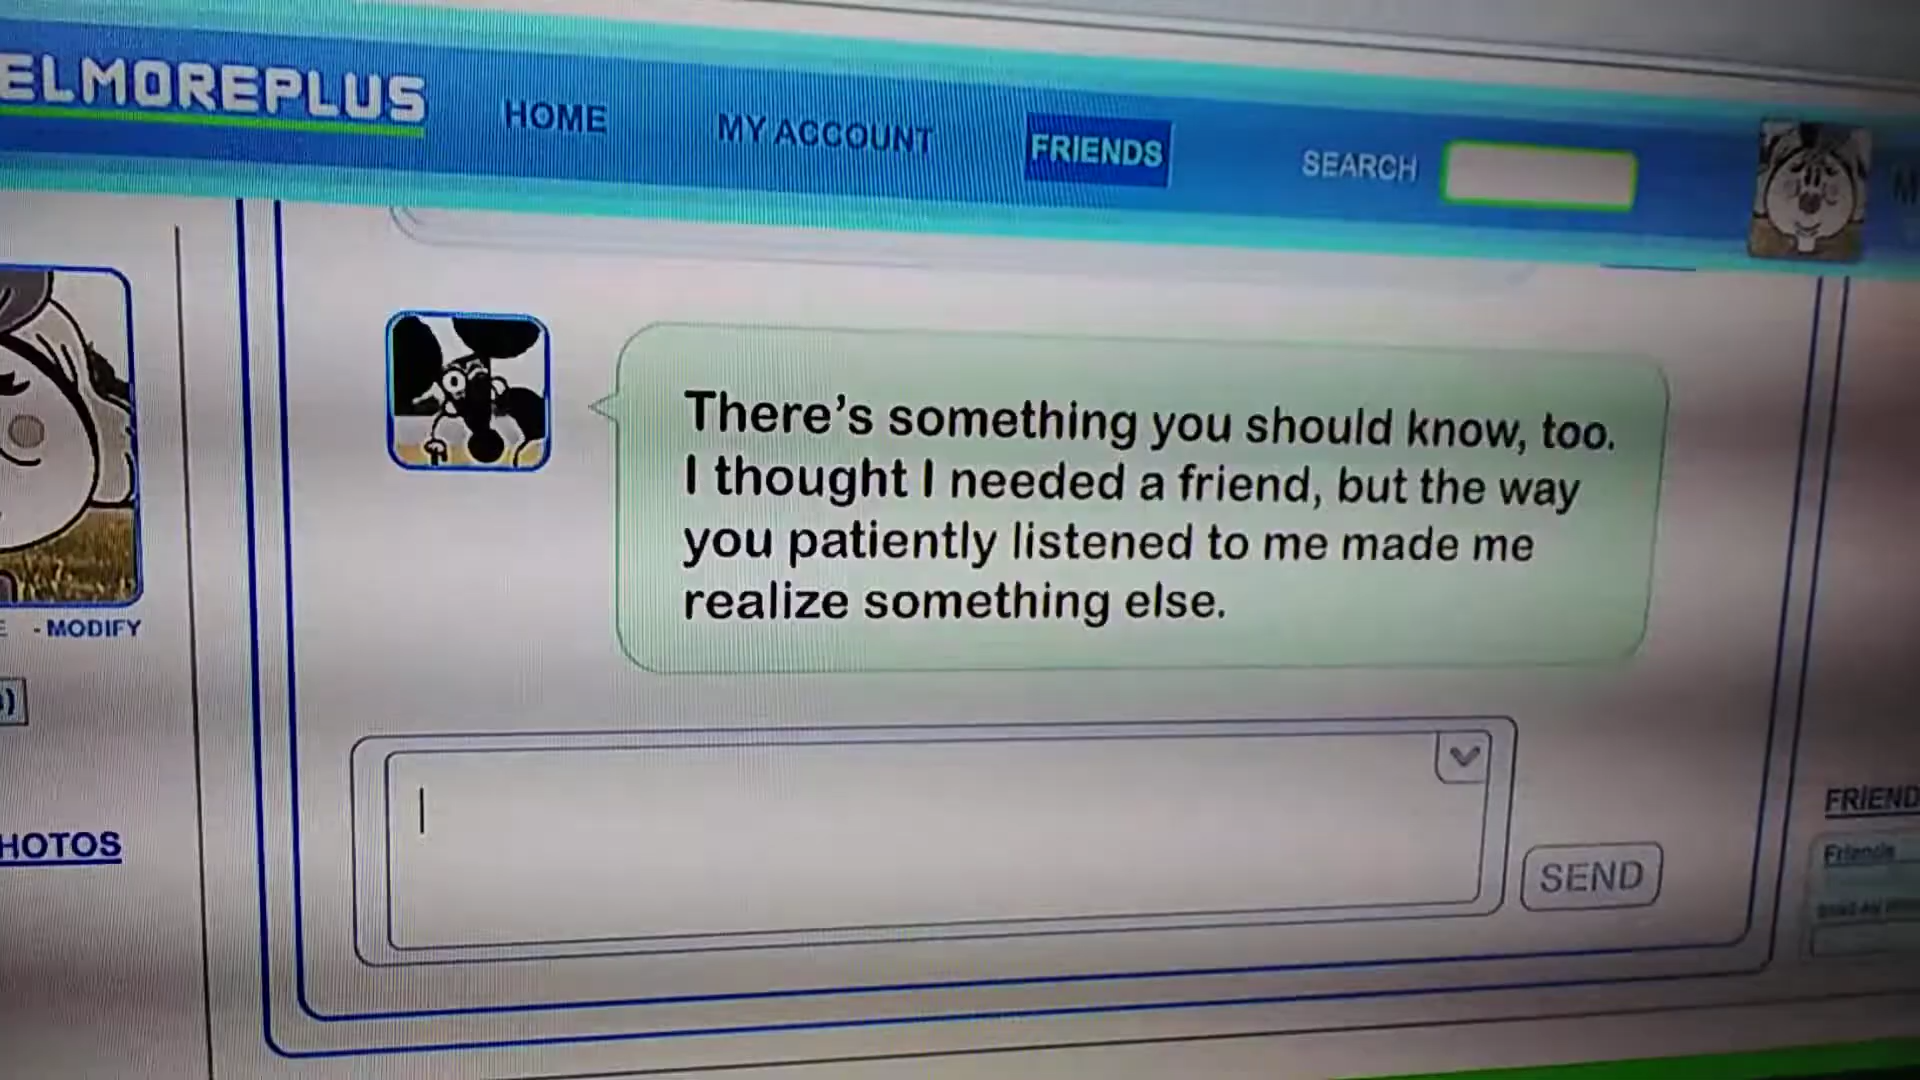 ELMOREPLUS
HOME
MY ACCOUNT
FRIENDS
SEARCH
There's something you should know, too.
I thought I needed a friend, but the way
you patiently listened to me made me
realize something else.
- MODIFY
HOTOS
SEND
FRIEND
Friends